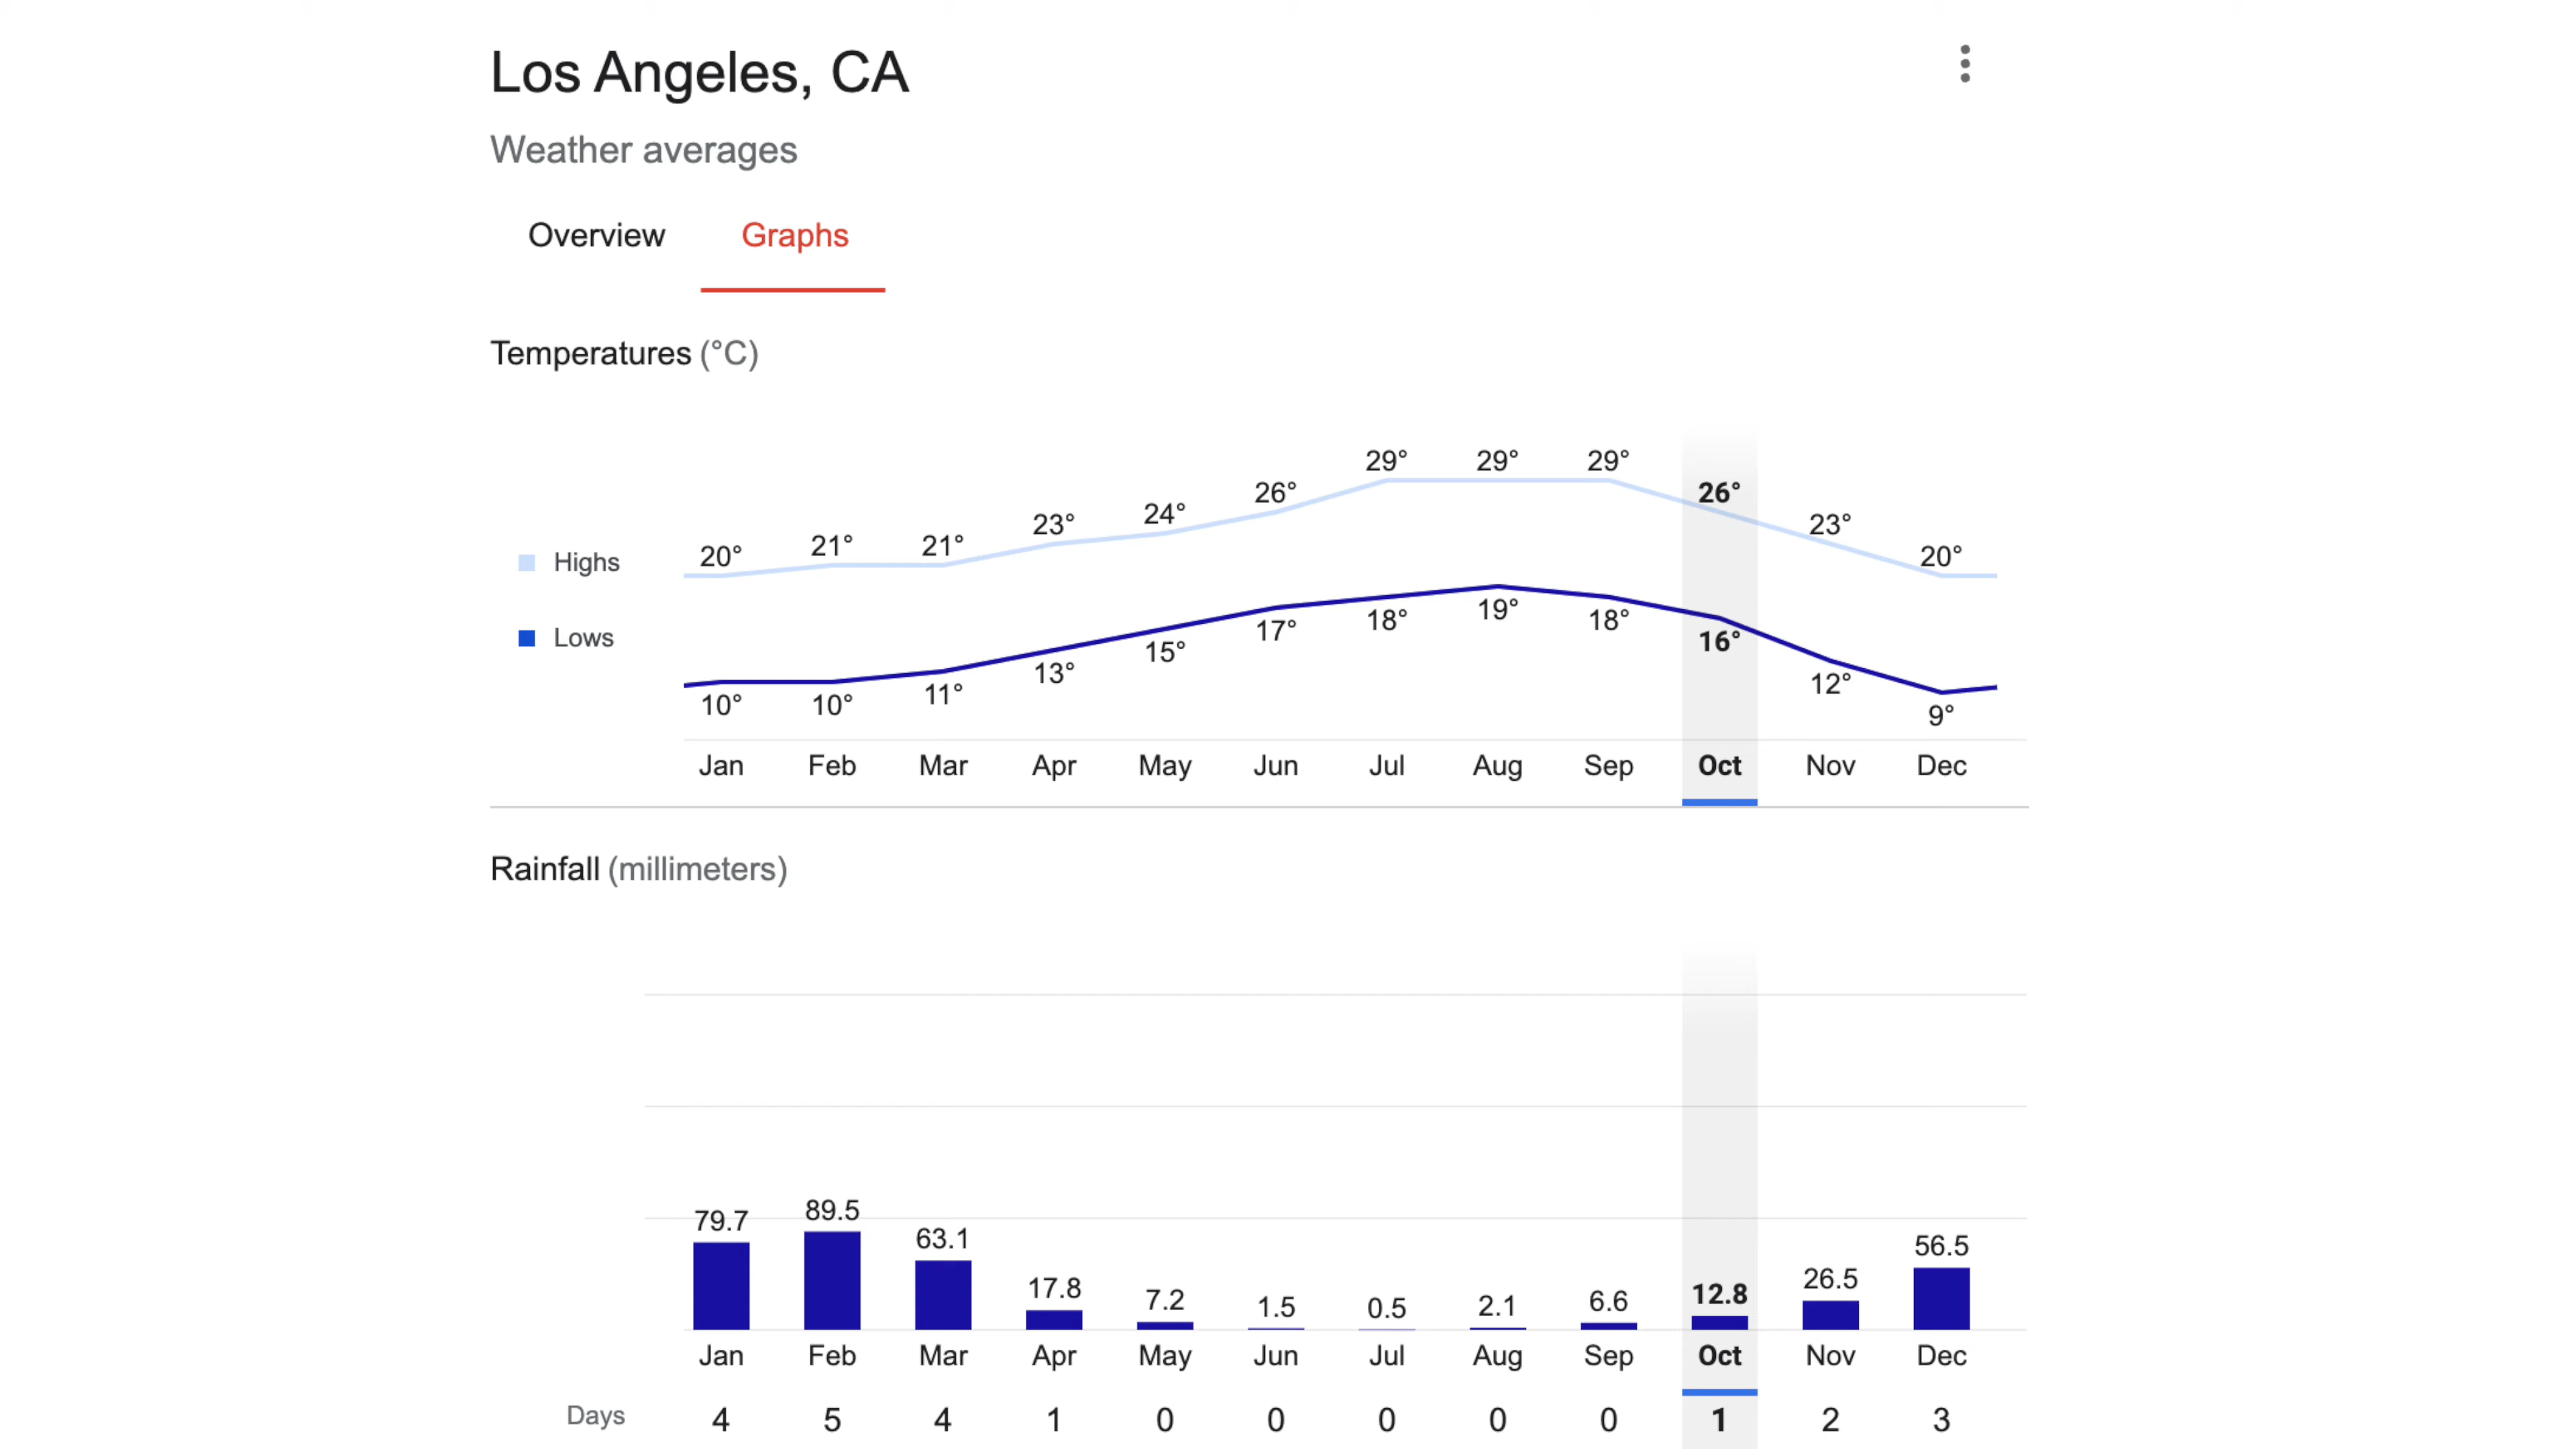 Los Angeles, CA
Weather averages
Overview Graphs
Temperatures (°C)
29° 29° 29°
26° 26°
23° 24° 23°
20° 21° 21° 20°
Highs
Lows
10° 10° 11° 13° 15° 17° 18° 19° 18° 16° 12° 9°
Jan Feb Mar Apr May Jun Jul Aug Sep Oct Nov Dec
Rainfall (millimeters)
79.7 89.5 63.1 17.8 7.2 1.5 0.5 2.1 6.6 12.8 26.5 56.5
Jan Feb Mar Apr May Jun Jul Aug Sep Oct Nov Dec
Days 4 5 4 1 0 0 0 0 0 1 2 3